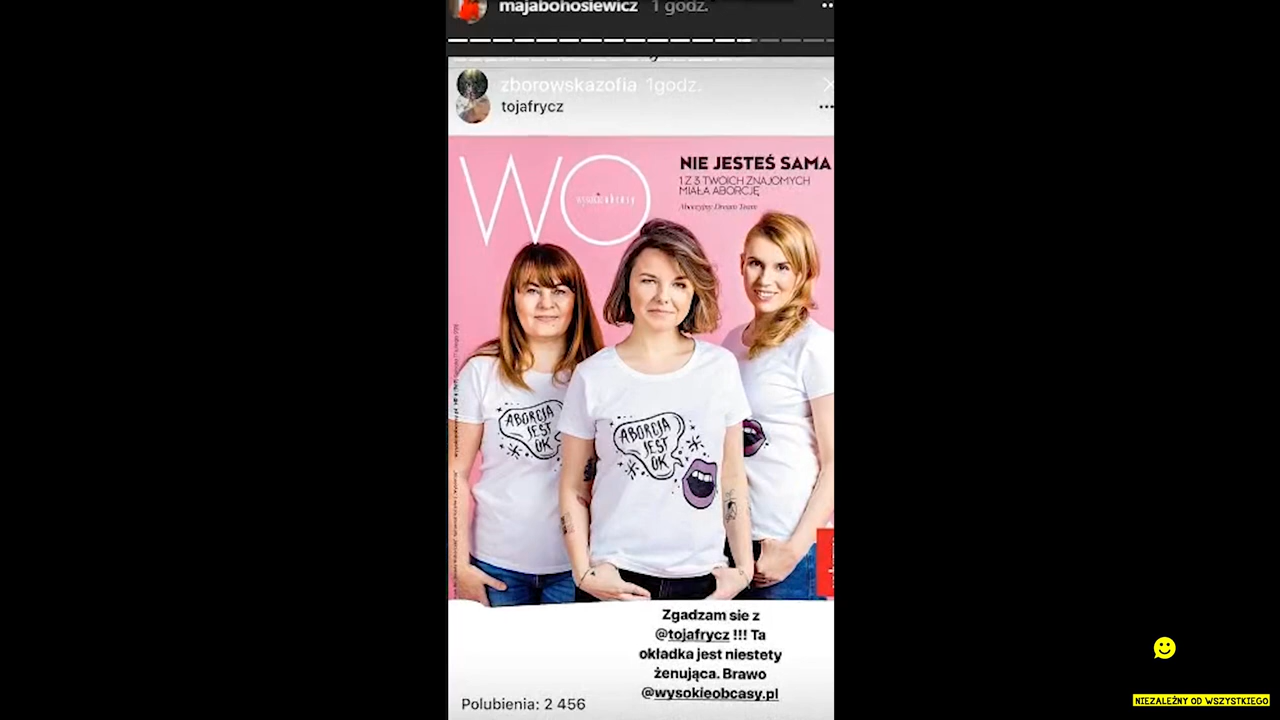 majabohosiewicz 1 godz.
zborowskazofia 1godz.
tojafrycz
WO
wysokieobcasy
NIE JESTEŚ SAMA
1 Z 3 TWOICH ZNAJOMYCH
MIAŁA ABORCJĘ
Aborcyjny Dream Team
ABORCJA
JEST
OK
ABORCJA
JEST
OK
Zgadzam sie z
@tojafrycz !!! Ta
okładka jest niestety
żenująca. Brawo
@wysokieobcasy.pl
Polubienia: 2 456
NIEZALEŻNY OD WSZYSTKIEGO